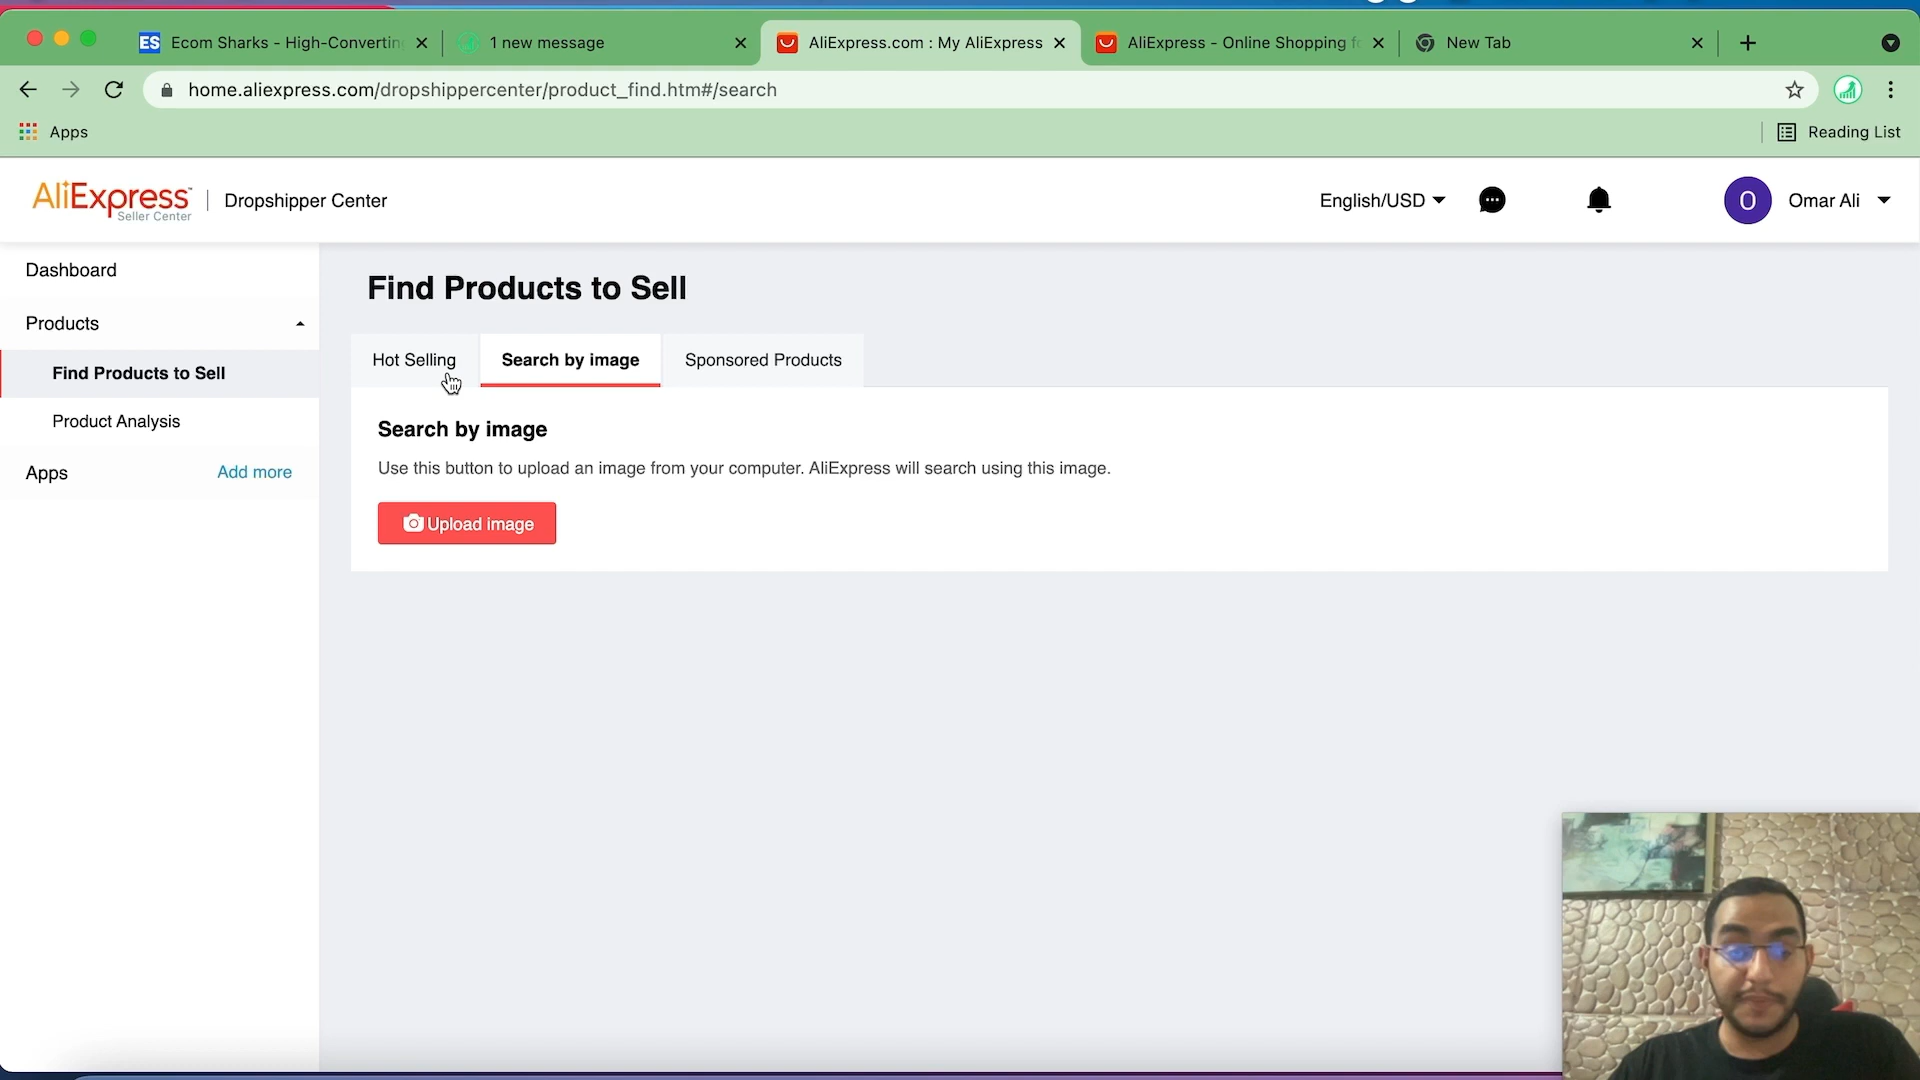 ES Ecom Sharks - High-Converting
1 new message
AliExpress.com : My AliExpress
AliExpress - Online Shopping fo
New Tab
home.aliexpress.com/dropshippercenter/product_find.htm#/search
Apps
Reading List
AliExpress™
Seller Center
Dropshipper Center
English/USD
O
Omar Ali
Dashboard
Products
Find Products to Sell
Product Analysis
Apps
Add more
Find Products to Sell
Hot Selling
Search by image
Sponsored Products
Search by image
Use this button to upload an image from your computer. AliExpress will search using this image.
Upload image